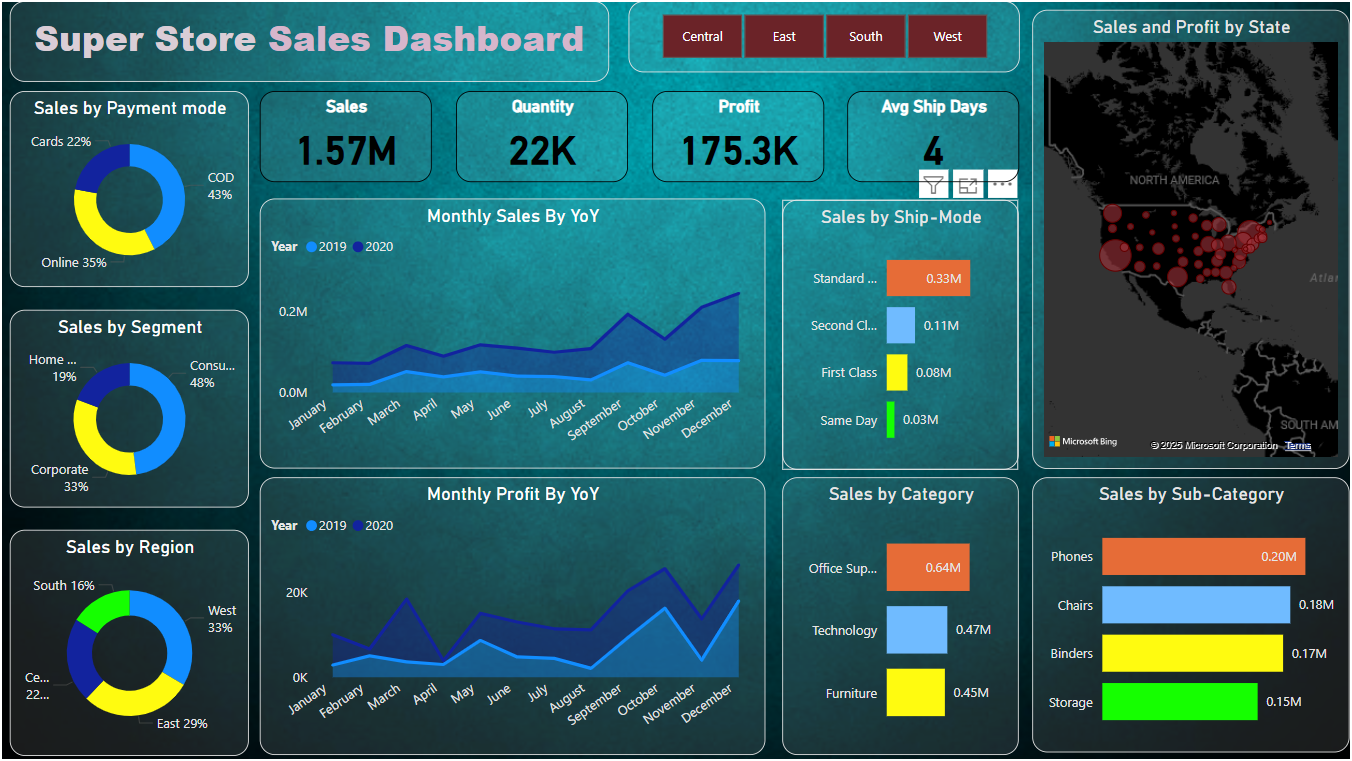 Super Store Sales Dashboard
Central
East
South
West
Sales and Profit by State
NORTH AMERICA
Atlan
SOUTH AM
Microsoft Bing
© 2025 Microsoft Corporation Terms
Sales by Payment mode
Cards 22%
COD
43%
Online 35%
Sales
1.57M
Quantity
22K
Profit
175.3K
Avg Ship Days
4
Monthly Sales By YoY
Year 2019 2020
0.2M
0.0M
January
February
March
April
May
June
July
August
September
October
November
December
Sales by Ship-Mode
Standard ...
0.33M
Second Cl...
0.11M
First Class
0.08M
Same Day
0.03M
Sales by Segment
Home ...
19%
Consu...
48%
Corporate
33%
Monthly Profit By YoY
Year 2019 2020
20K
0K
January
February
March
April
May
June
July
August
September
October
November
December
Sales by Category
Office Sup...
0.64M
Technology
0.47M
Furniture
0.45M
Sales by Sub-Category
Phones
0.20M
Chairs
0.18M
Binders
0.17M
Storage
0.15M
Sales by Region
South 16%
West
33%
Ce...
22...
East 29%